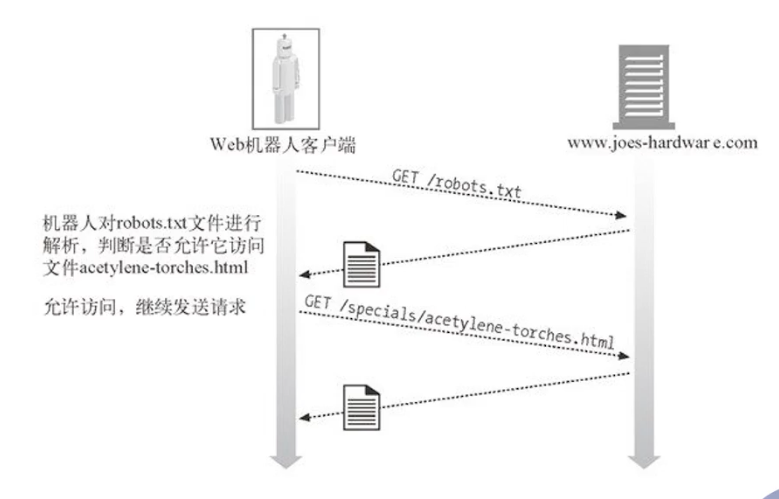 Web机器人客户端
www.joes-hardware.com
GET /robots.txt
机器人对robots.txt文件进行
解析，判断是否允许它访问
文件acetylene-torches.html
允许访问，继续发送请求
GET /specials/acetylene-torches.html